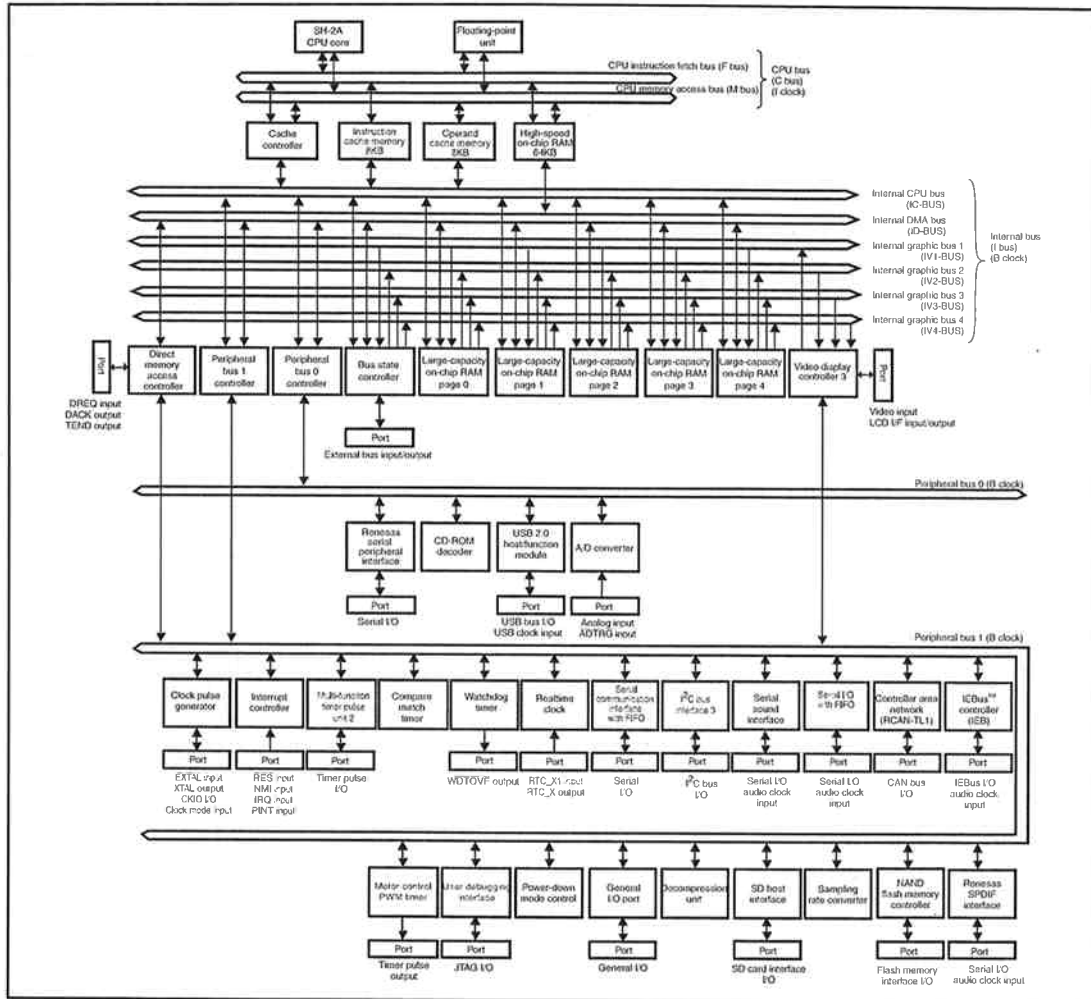 SH-2A
CPU core
Floating-point
unit
CPU instruction fetch bus (F bus)
CPU memory access bus (M bus)
CPU bus
(C bus)
(I clock)
Cache
controller
Instruction
cache memory
8KB
Operand
cache memory
8KB
High-speed
on-chip RAM
64KB
Internal CPU bus
(IC-BUS)
Internal DMA bus
(ID-BUS)
Internal graphic bus 1
(IV1-BUS)
Internal graphic bus 2
(IV2-BUS)
Internal graphic bus 3
(IV3-BUS)
Internal graphic bus 4
(IV4-BUS)
Internal bus
(I bus)
(B clock)
Port
DREQ input
DACK output
TEND output
Direct
memory
access
controller
Peripheral
bus 1
controller
Peripheral
bus 0
controller
Bus state
controller
Large-capacity
on-chip RAM
page 0
Large-capacity
on-chip RAM
page 1
Large-capacity
on-chip RAM
page 2
Large-capacity
on-chip RAM
page 3
Large-capacity
on-chip RAM
page 4
Video display
controller 3
Port
Video input
LCD I/F input/output
Port
External bus input/output
Peripheral bus 0 (B clock)
Renesas
serial
peripheral
interface
CD-ROM
decoder
USB 2.0
host/function
module
A/D converter
Port
Serial I/O
Port
USB bus I/O
USB clock input
Port
Analog input
ADTRG input
Peripheral bus 1 (B clock)
Clock pulse
generator
Interrupt
controller
Multi-function
timer pulse
unit 2
Compare
match
timer
Watchdog
timer
Realtime
clock
Serial
communication
interface
with FIFO
I²C bus
interface 3
Serial
sound
interface
Serial I/O
with FIFO
Controller area
network
(RCAN-TL1)
IEBus™
controller
(IEB)
Port
EXTAL input
XTAL output
CKIO I/O
Clock mode input
Port
RES input
NMI input
IRQ input
PINT input
Port
Timer pulse
I/O
Port
WDTOVF output
Port
RTC_X1 input
RTC_X output
Port
Serial
I/O
Port
I²C bus
I/O
Port
Serial I/O
audio clock
input
Port
Serial I/O
audio clock
input
Port
CAN bus
I/O
Port
IEBus I/O
audio clock
input
Motor control
PWM timer
User debugging
interface
Power-down
mode control
General
I/O port
Decompression
unit
SD host
interface
Sampling
rate converter
NAND
flash memory
controller
Renesas
SPDIF
interface
Port
Timer pulse
output
Port
JTAG I/O
Port
General I/O
Port
SD card interface
I/O
Port
Flash memory
interface I/O
Port
Serial I/O
audio clock input